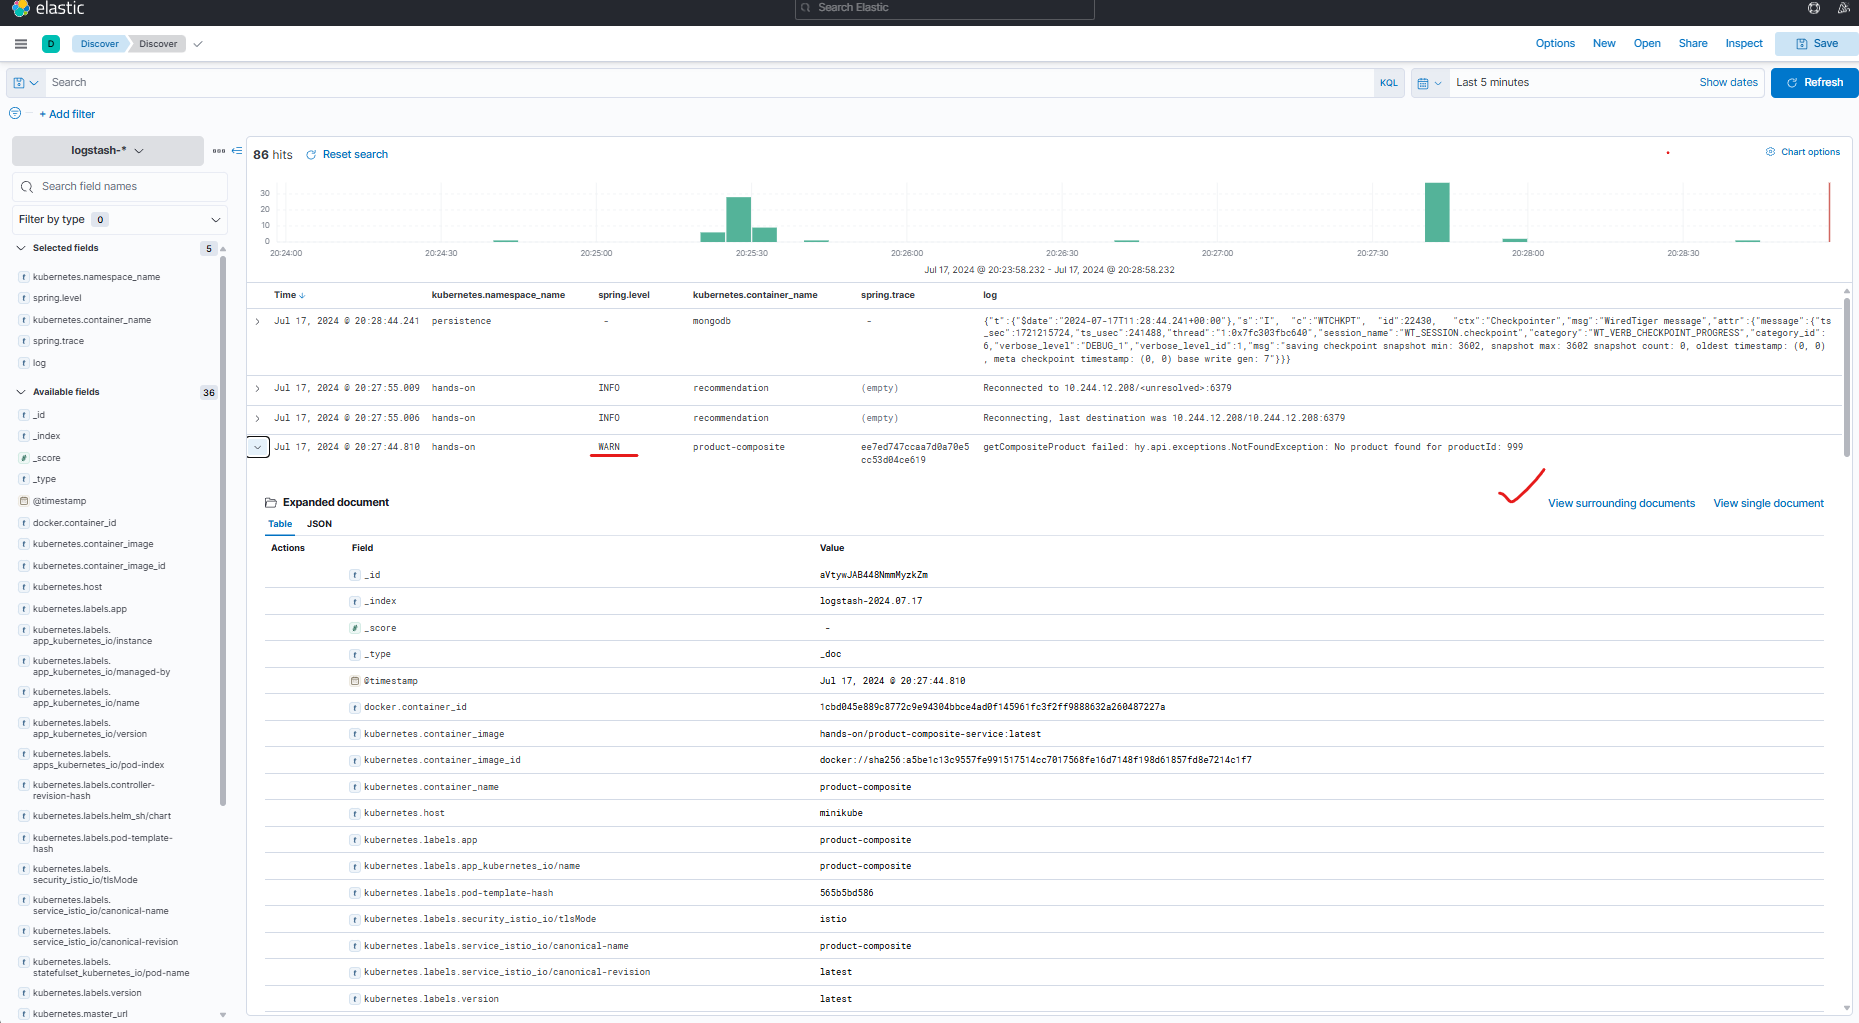 elastic
Search Elastic
D Discover Discover
Options New Open Share Inspect Save
Search KQL Last 5 minutes Show dates Refresh
+ Add filter
logstash-*
Search field names
Filter by type 0
Selected fields 5
t kubernetes.namespace_name
t spring.level
t kubernetes.container_name
t spring.trace
t log
Available fields 36
t _id
t _index
# _score
t _type
@timestamp
t docker.container_id
t kubernetes.container_image
t kubernetes.container_image_id
t kubernetes.host
t kubernetes.labels.app
t kubernetes.labels.
app_kubernetes_io/instance
t kubernetes.labels.
app_kubernetes_io/managed-by
t kubernetes.labels.
app_kubernetes_io/name
t kubernetes.labels.
app_kubernetes_io/version
t kubernetes.labels.
apps_kubernetes_io/pod-index
t kubernetes.labels.controller-
revision-hash
t kubernetes.labels.helm_sh/chart
t kubernetes.labels.pod-template-
hash
t kubernetes.labels.
security_istio_io/tlsMode
t kubernetes.labels.
service_istio_io/canonical-name
t kubernetes.labels.
service_istio_io/canonical-revision
t kubernetes.labels.
statefulset_kubernetes_io/pod-name
t kubernetes.labels.version
t kubernetes.master_url
86 hits Reset search Chart options
30
20
10
0
20:24:00 20:24:30 20:25:00 20:25:30 20:26:00 20:26:30 20:27:00 20:27:30 20:28:00 20:28:30
Jul 17, 2024 @ 20:23:58.232 - Jul 17, 2024 @ 20:28:58.232
Time kubernetes.namespace_name spring.level kubernetes.container_name spring.trace log
Jul 17, 2024 @ 20:28:44.241 persistence - mongodb - {"t":{"$date":"2024-07-17T11:28:44.241+00:00"},"s":"I", "c":"WTCHKPT", "id":22430, "ctx":"Checkpointer","msg":"WiredTiger message","attr":{"message":{"ts
_sec":1721215724,"ts_usec":241488,"thread":"1:0x7fc303fbc640","session_name":"WT_SESSION.checkpoint","category":"WT_VERB_CHECKPOINT_PROGRESS","category_id":
6,"verbose_level":"DEBUG_1","verbose_level_id":1,"msg":"saving checkpoint snapshot min: 3602, snapshot max: 3602 snapshot count: 0, oldest timestamp: (0, 0)
, meta checkpoint timestamp: (0, 0) base write gen: 7"}}}
Jul 17, 2024 @ 20:27:55.009 hands-on INFO recommendation (empty) Reconnected to 10.244.12.208/<unresolved>:6379
Jul 17, 2024 @ 20:27:55.006 hands-on INFO recommendation (empty) Reconnecting, last destination was 10.244.12.208/10.244.12.208:6379
Jul 17, 2024 @ 20:27:44.810 hands-on WARN product-composite ee7ed747ccaa7d0a70e5 getCompositeProduct failed: hy.api.exceptions.NotFoundException: No product found for productId: 999
cc53d04ce619
Expanded document View surrounding documents View single document
Table JSON
Actions Field Value
t _id aVtywJAB448NmmMyzkZm
t _index logstash-2024.07.17
# _score -
t _type _doc
@timestamp Jul 17, 2024 @ 20:27:44.810
t docker.container_id 1cbd045e889c8772c9e94304bbce4ad0f145961fc3f2ff9888632a260487227a
t kubernetes.container_image hands-on/product-composite-service:latest
t kubernetes.container_image_id docker://sha256:a5be1c13c9557fe991517514cc7017568fe16d7148f198d61857fd8e7214c1f7
t kubernetes.container_name product-composite
t kubernetes.host minikube
t kubernetes.labels.app product-composite
t kubernetes.labels.app_kubernetes_io/name product-composite
t kubernetes.labels.pod-template-hash 565b5bd586
t kubernetes.labels.security_istio_io/tlsMode istio
t kubernetes.labels.service_istio_io/canonical-name product-composite
t kubernetes.labels.service_istio_io/canonical-revision latest
t kubernetes.labels.version latest